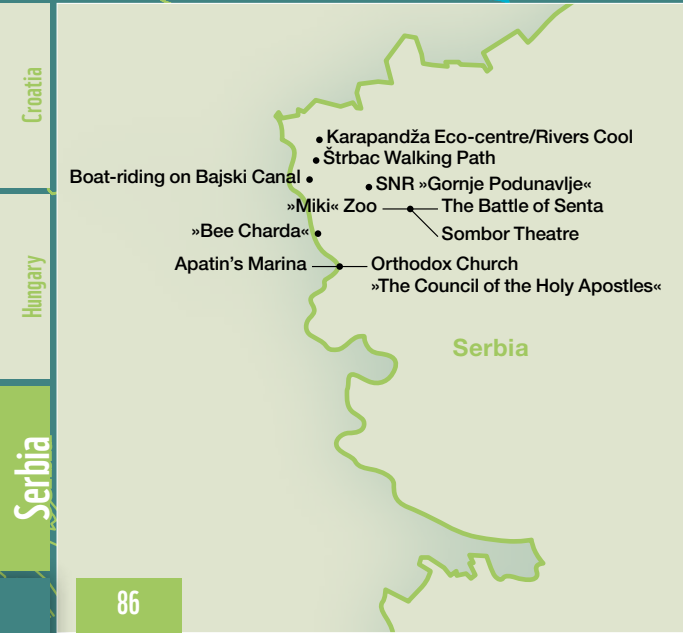 Croatia
Hungary
Serbia
Karapandža Eco-centre/Rivers Cool
Štrbac Walking Path
Boat-riding on Bajski Canal
SNR »Gornje Podunavlje«
»Miki« Zoo
The Battle of Senta
Sombor Theatre
»Bee Charda«
Apatin's Marina
Orthodox Church
»The Council of the Holy Apostles«
Serbia
86